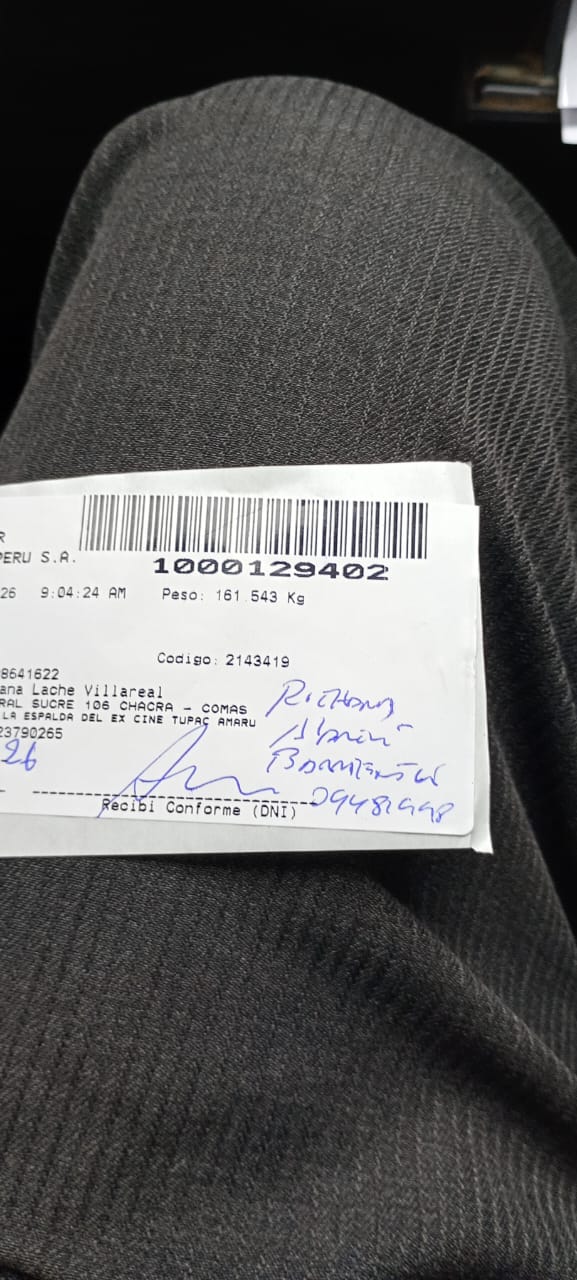 R
PERU S.A.
1000129402
26 9:04:24 AM Peso: 161.543 Kg
Codigo: 2143419
8641622
ana Lache Villareal
RAL SUCRE 106 CHACRA - COMAS
LA ESPALDA DEL EX CINE TUPAC AMARU
23790265
26
Recibi Conforme (DNI)